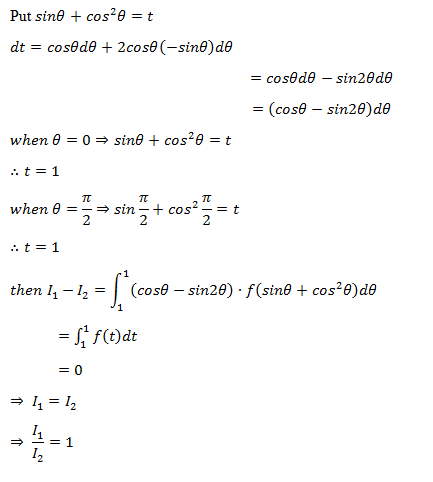 Put sinθ + cos²θ = t
dt = cosθdθ + 2cosθ(−sinθ)dθ
= cosθdθ − sin2θdθ
= (cosθ − sin2θ)dθ
when θ = 0 ⇒ sinθ + cos²θ = t
∴ t = 1
when θ = π/2 ⇒ sin π/2 + cos² π/2 = t
∴ t = 1
then I₁ − I₂ = ∫₁¹ (cosθ − sin2θ) · f(sinθ + cos²θ)dθ
= ∫₁¹ f(t)dt
= 0
⇒ I₁ = I₂
⇒ I₁/I₂ = 1